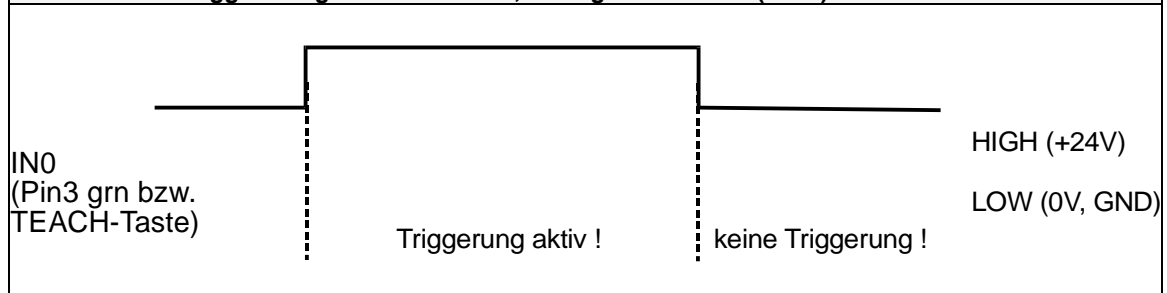 HIGH (+24V)
IN0
(Pin3 grn bzw.
TEACH-Taste)
LOW (0V, GND)
Triggerung aktiv !
keine Triggerung !